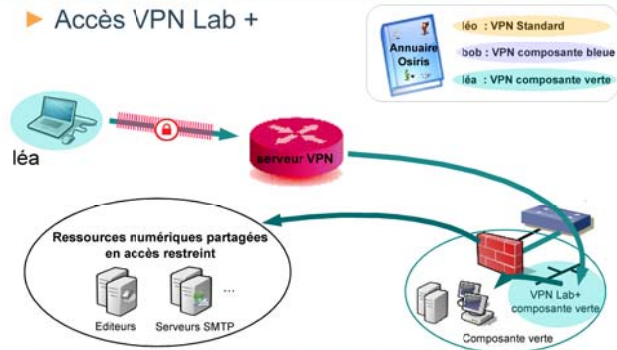 ► Accès VPN Lab +
Annuaire
Osiris
léo : VPN Standard
bob : VPN composante bleue
léa : VPN composante verte
léa
serveur VPN
Ressources numériques partagées
en accès restreint
...
Editeurs
Serveurs SMTP
VPN Lab+
composante verte
Composante verte